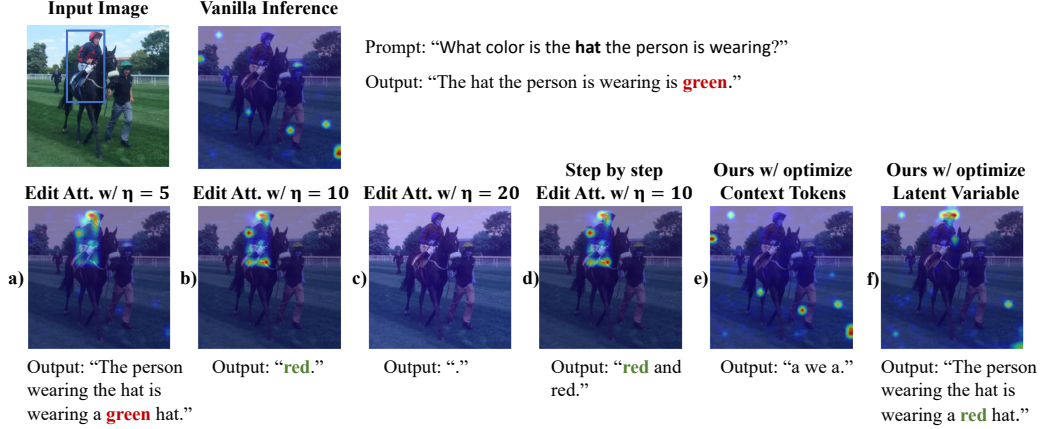 Input Image
Vanilla Inference
Prompt: “What color is the hat the person is wearing?”
Output: “The hat the person is wearing is green.”
Edit Att. w/ η = 5
Edit Att. w/ η = 10
Edit Att. w/ η = 20
Step by step
Edit Att. w/ η = 10
Ours w/ optimize
Context Tokens
Ours w/ optimize
Latent Variable
a)
b)
c)
d)
e)
f)
Output: “The person
wearing the hat is
wearing a green hat.”
Output: “red.”
Output: “.”
Output: “red and
red.”
Output: “a we a.”
Output: “The person
wearing the hat is
wearing a red hat.”